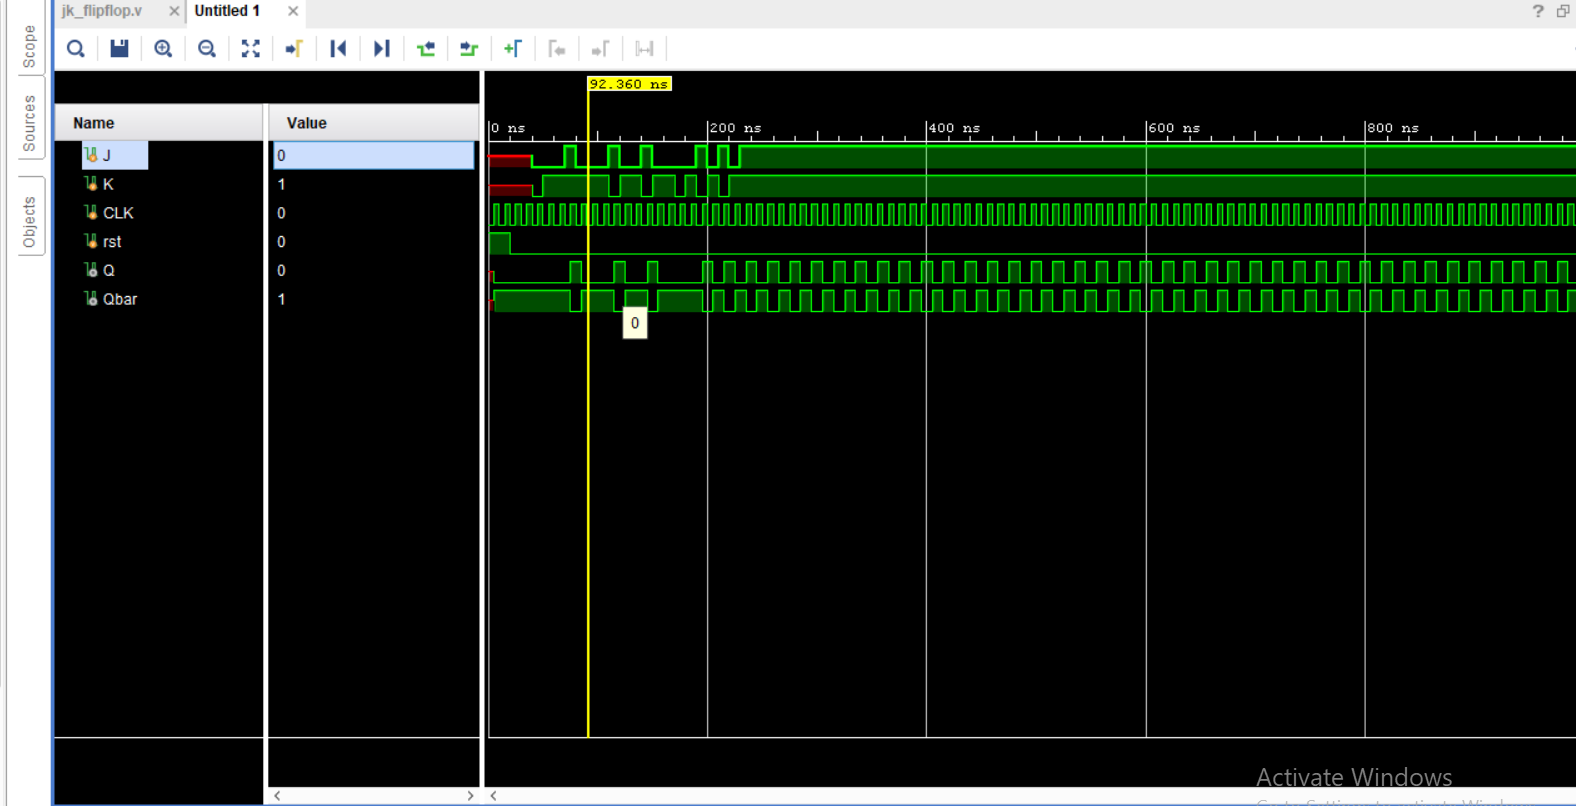 jk_flipflop.v
Untitled 1
Scope
Sources
Objects
92.360 ns
Name
Value
0 ns
200 ns
400 ns
600 ns
800 ns
J
0
K
1
CLK
0
rst
0
Q
0
Qbar
1
0
Activate Windows